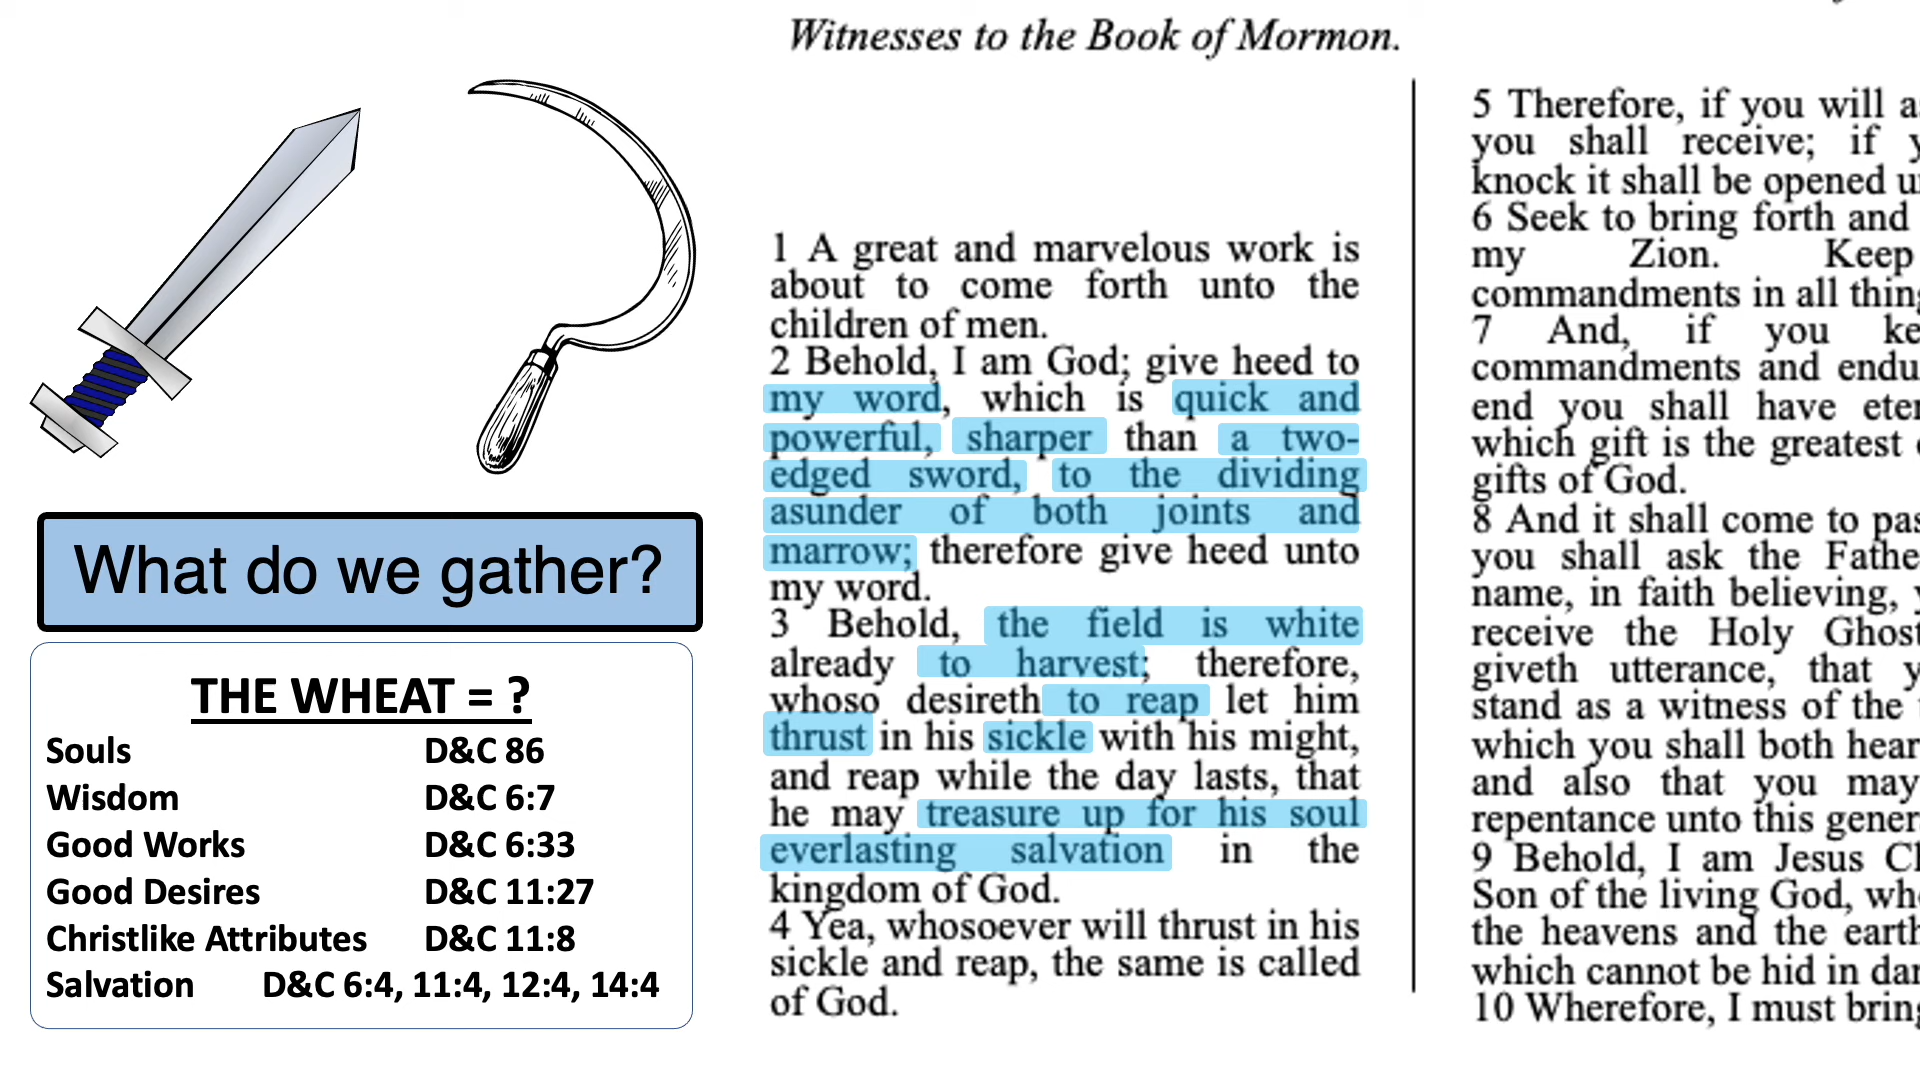 Witnesses to the Book of Mormon.
What do we gather?
THE WHEAT = ?
Souls D&C 86
Wisdom D&C 6:7
Good Works D&C 6:33
Good Desires D&C 11:27
Christlike Attributes D&C 11:8
Salvation D&C 6:4, 11:4, 12:4, 14:4
1 A great and marvelous work is
about to come forth unto the
children of men.
2 Behold, I am God; give heed to
my word, which is quick and
powerful, sharper than a two-
edged sword, to the dividing
asunder of both joints and
marrow; therefore give heed unto
my word.
3 Behold, the field is white
already to harvest; therefore,
whoso desireth to reap let him
thrust in his sickle with his might,
and reap while the day lasts, that
he may treasure up for his soul
everlasting salvation in the
kingdom of God.
4 Yea, whosoever will thrust in his
sickle and reap, the same is called
of God.
5 Therefore, if you will
you shall receive; if
knock it shall be opened
6 Seek to bring forth and
my Zion. Keep
commandments in all
7 And, if you
commandments and
end you shall have
which gift is the greatest
gifts of God.
8 And it shall come to
you shall ask the
name, in faith believing,
receive the Holy
giveth utterance, that
stand as a witness of the
which you shall both hear
and also that you may
repentance unto this
9 Behold, I am Jesus
Son of the living God,
the heavens and the earth
which cannot be hid in
10 Wherefore, I must